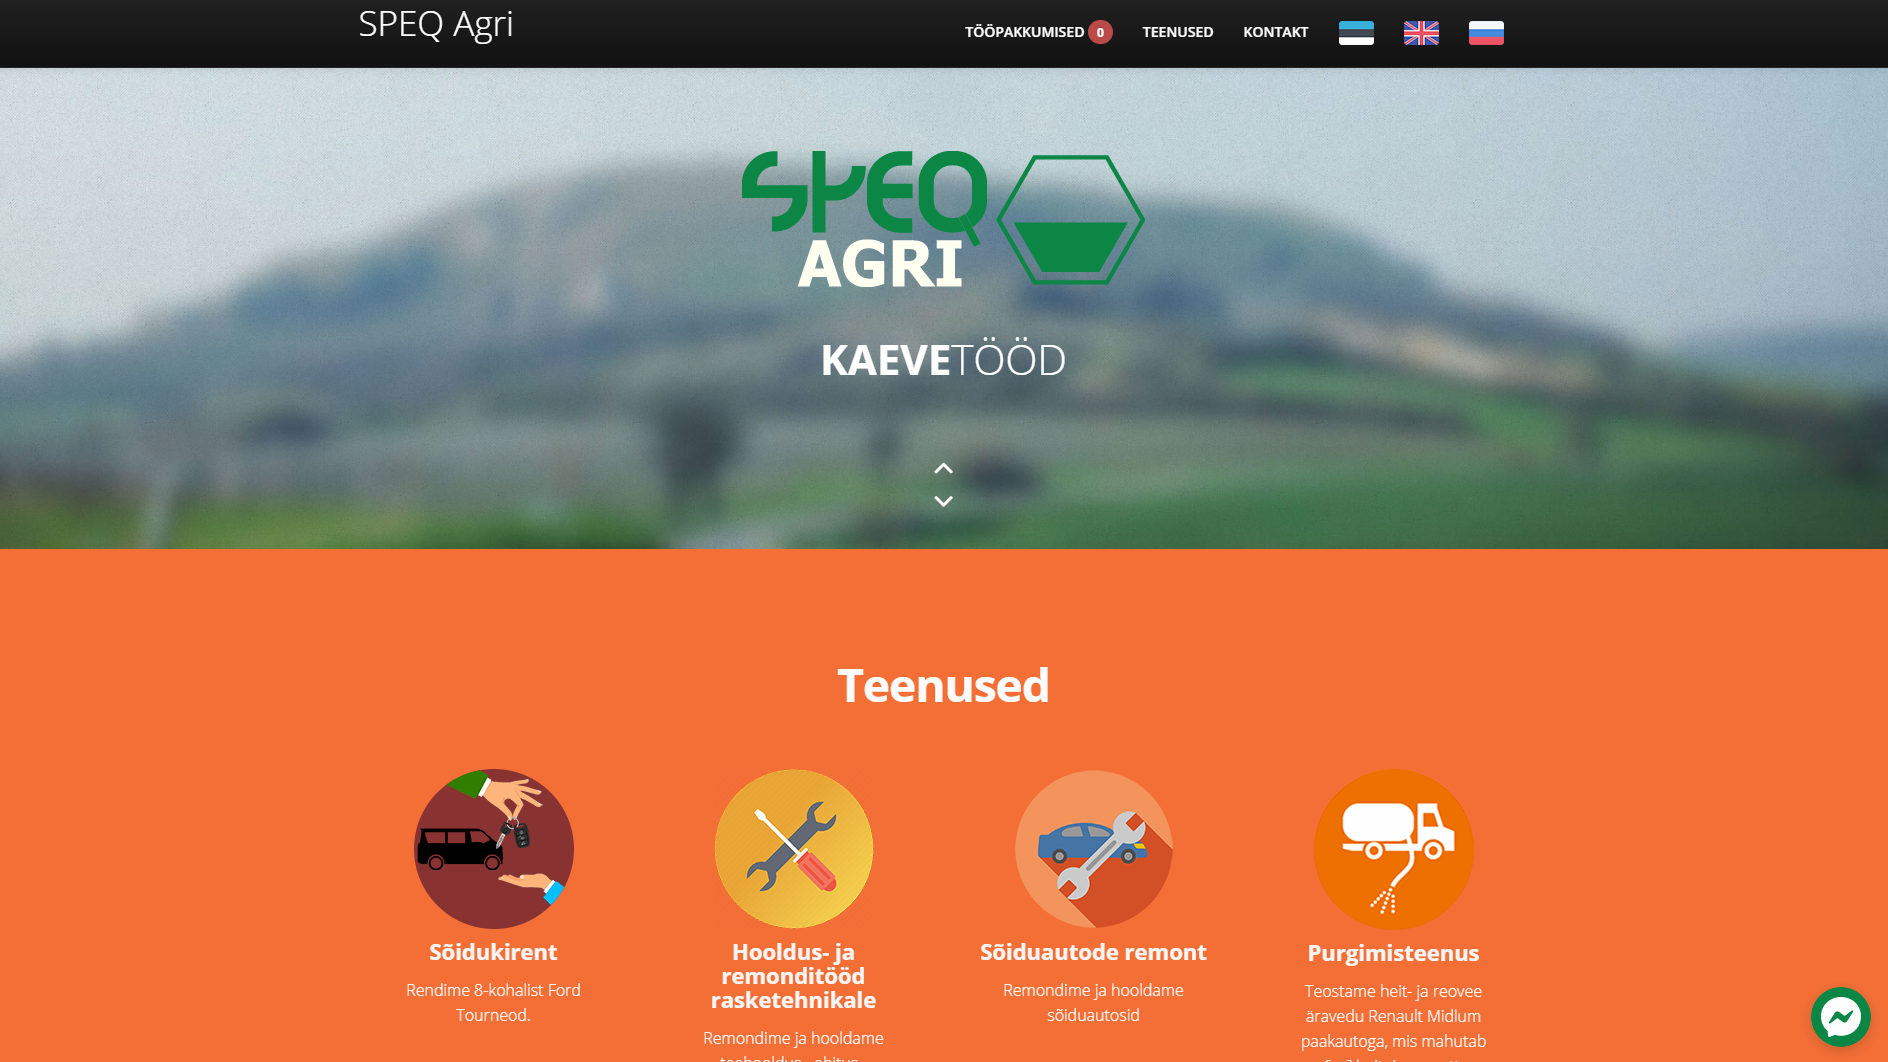 SPEQ Agri
TÖÖPAKKUMISED 0
TEENUSED
KONTAKT
SPEQ
AGRI
KAEVETÖÖD
Teenused
Sõidukirent
Rendime 8-kohalist Ford
Tourneod.
Hooldus- ja
remonditööd
rasketehnikale
Remondime ja hooldame
Sõiduautode remont
Remondime ja hooldame
sõiduautosid
Purgimisteenus
Teostame heit- ja reovee
äravedu Renault Midlum
paakautoga, mis mahutab